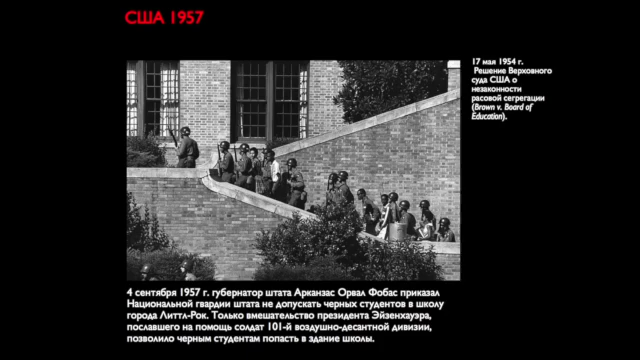 США 1957
17 мая 1954 г.
Решение Верховного
суда США о
незаконности
расовой сегрегации
(Brown v. Board of
Education).
4 сентября 1957 г. губернатор штата Арканзас Орвал Фобас приказал
Национальной гвардии штата не допускать черных студентов в школу
города Литтл-Рок. Только вмешательство президента Эйзенхауэра,
пославшего на помощь солдат 101-й воздушно-десантной дивизии,
позволило черным студентам попасть в здание школы.